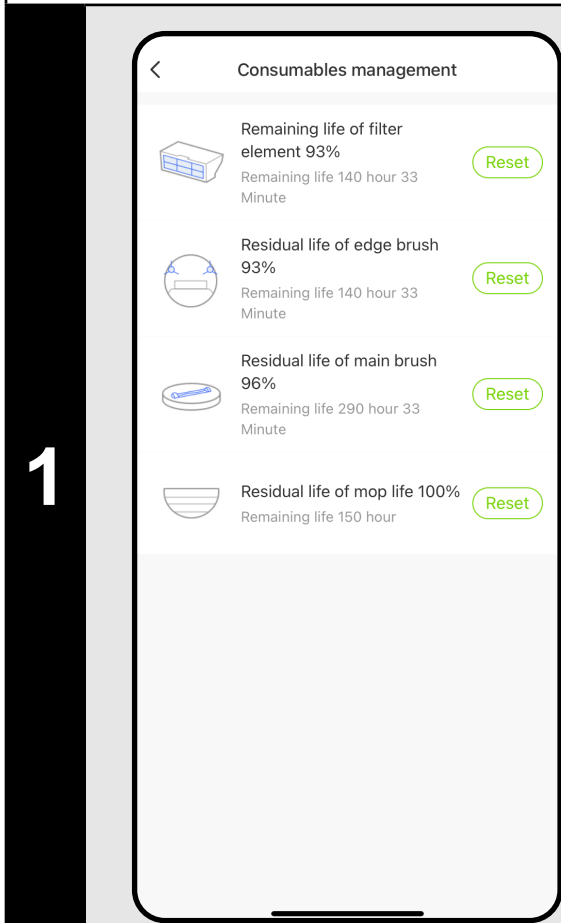 Consumables management
Remaining life of filter
element 93%
Remaining life 140 hour 33
Minute
Reset
Residual life of edge brush
93%
Remaining life 140 hour 33
Minute
Reset
Residual life of main brush
96%
Remaining life 290 hour 33
Minute
Reset
1
Residual life of mop life 100%
Remaining life 150 hour
Reset